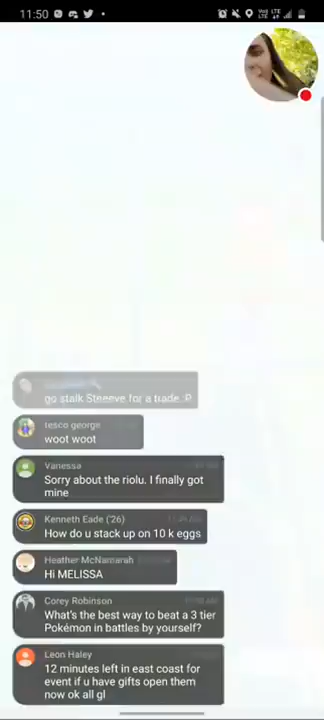 11:50
go stalk Steeeve for a trade :P
tesco george
woot woot
Vanessa
Sorry about the riolu. I finally got
mine
Kenneth Eade ('26)
How do u stack up on 10 k eggs
Heather McNamarah
Hi MELISSA
Corey Robinson
What's the best way to beat a 3 tier
Pokémon in battles by yourself?
Leon Haley
12 minutes left in east coast for
event if u have gifts open them
now ok all gl